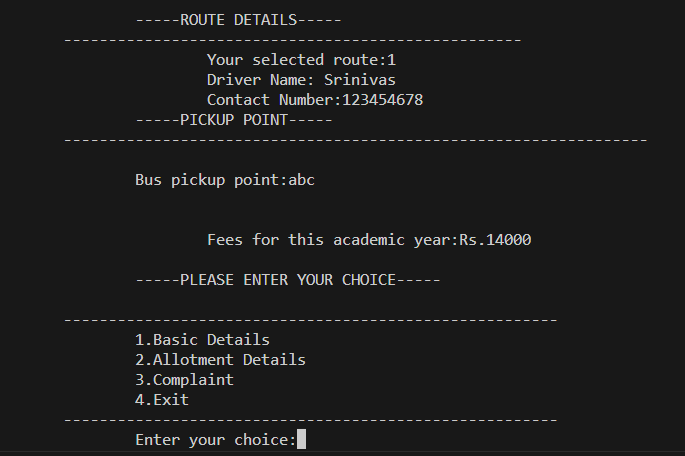 -----ROUTE DETAILS-----
---------------------------------------------------
Your selected route:1
Driver Name: Srinivas
Contact Number:123454678
-----PICKUP POINT-----
-----------------------------------------------------------------
Bus pickup point:abc
Fees for this academic year:Rs.14000
-----PLEASE ENTER YOUR CHOICE-----
-------------------------------------------------------
1.Basic Details
2.Allotment Details
3.Complaint
4.Exit
-------------------------------------------------------
Enter your choice: